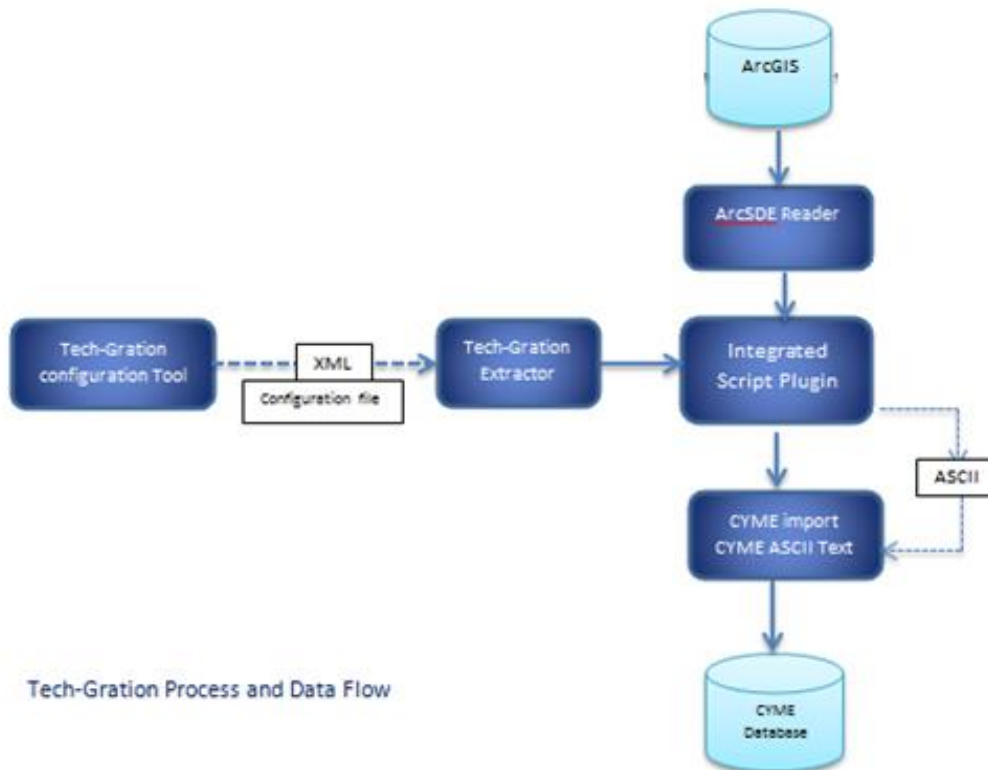 ArcGIS
ArcSDE Reader
Tech-Gration
configuration Tool
XML
Configuration file
Tech-Gration
Extractor
Integrated
Script Plugin
ASCII
CYME import
CYME ASCII Text
Tech-Gration Process and Data Flow
CYME
Database